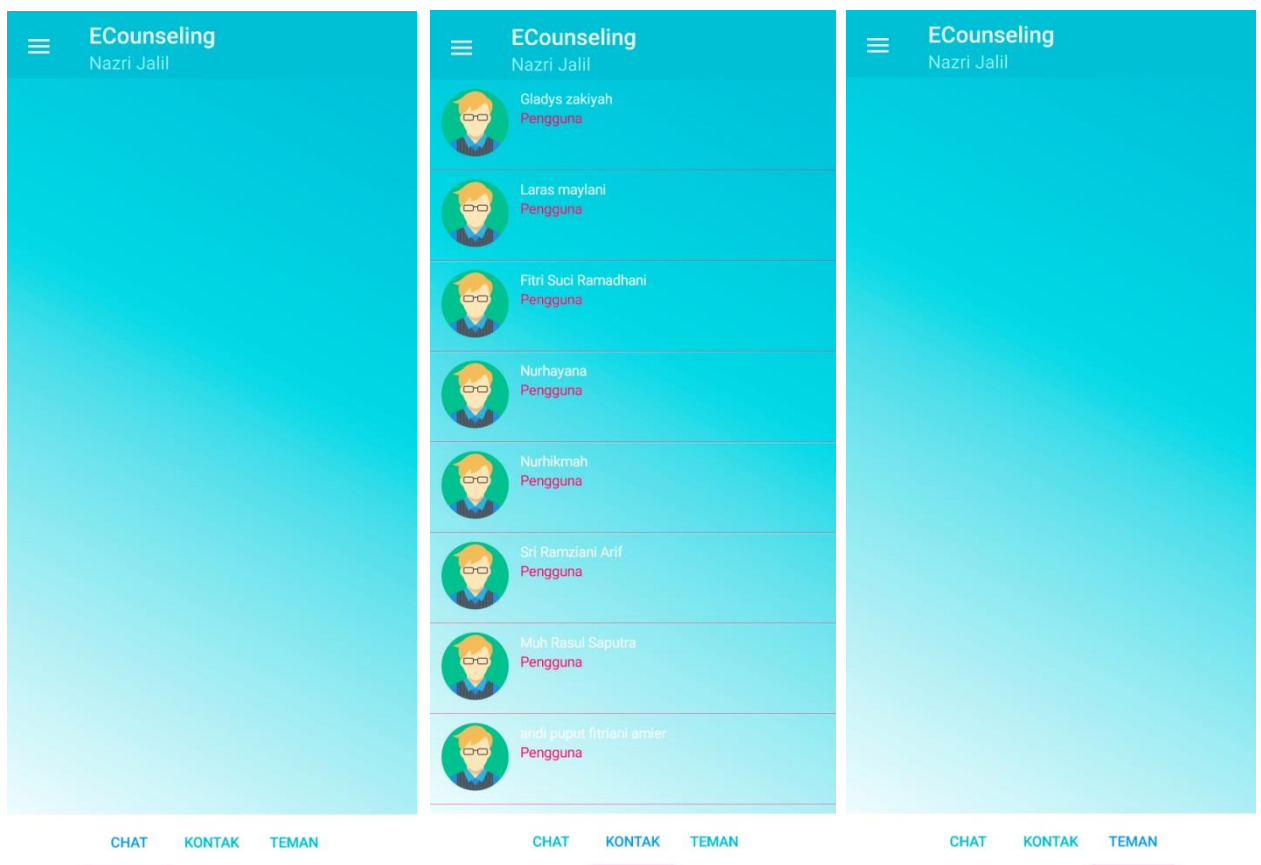 ECounseling
Nazri Jalil
CHAT KONTAK TEMAN
ECounseling
Nazri Jalil
Gladys zakiyah
Pengguna
Laras maylani
Pengguna
Fitri Suci Ramadhani
Pengguna
Nurhayana
Pengguna
Nurhikmah
Pengguna
Sri Ramziani Arif
Pengguna
Muh Rasul Saputra
Pengguna
andi puput fitriani amier
Pengguna
CHAT KONTAK TEMAN
ECounseling
Nazri Jalil
CHAT KONTAK TEMAN